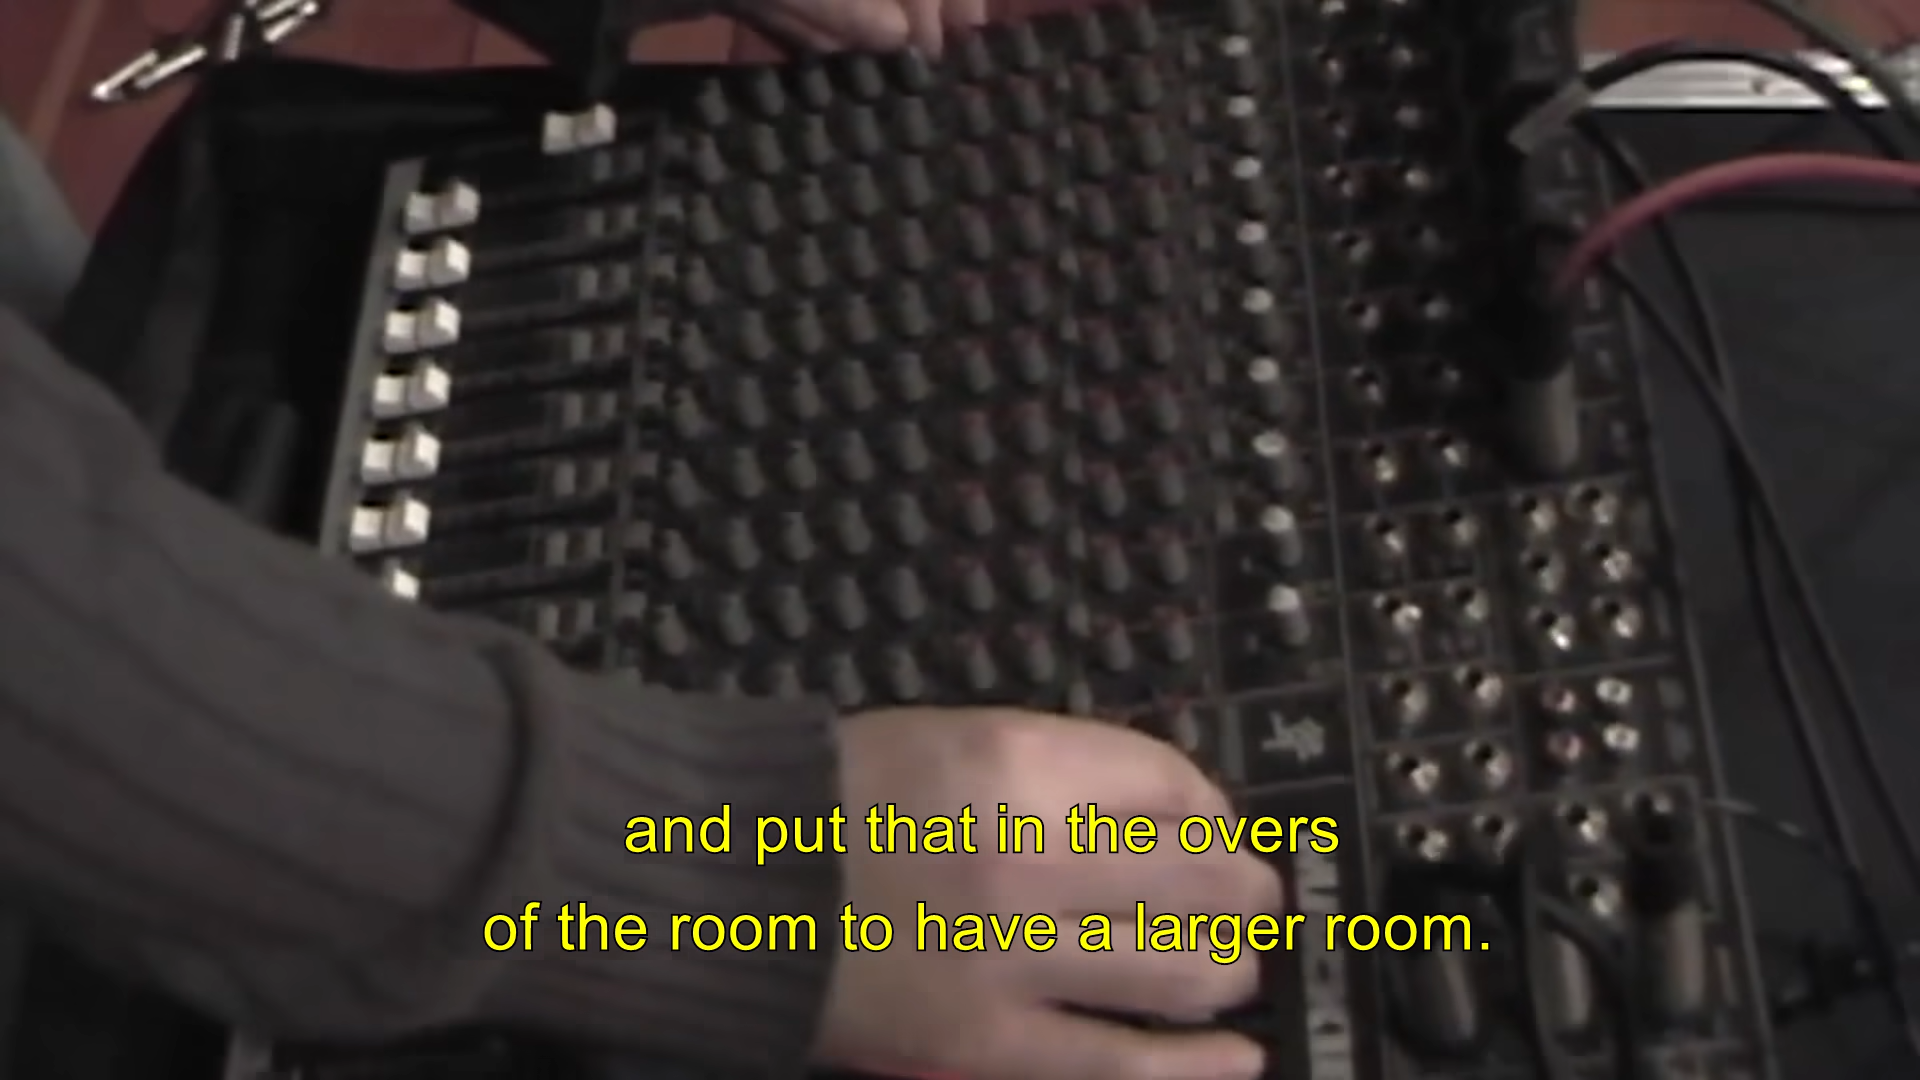 and put that in the overs
of the room to have a larger room.